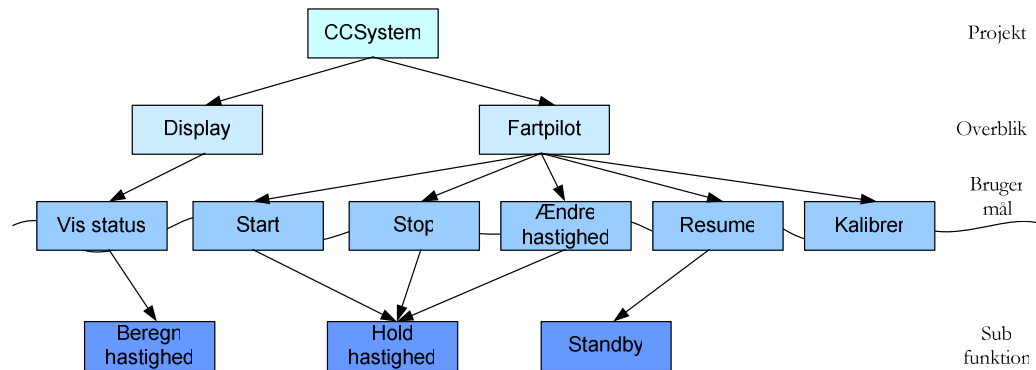 CCSystem
Projekt
Display
Fartpilot
Overblik
Bruger
mål
Vis status
Start
Stop
Ændre
hastighed
Resume
Kalibrer
Beregn
hastighed
Hold
hastighed
Standby
Sub
funktion